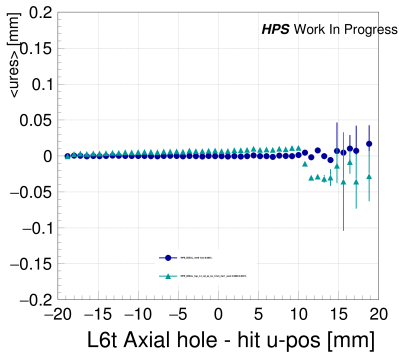 <ures> [mm]
HPS Work In Progress
0.2
0.15
0.1
0.05
0
−0.05
−0.1
−0.15
−0.2
−20 −15 −10 −5 0 5 10 15 20
L6t Axial hole - hit u-pos [mm]